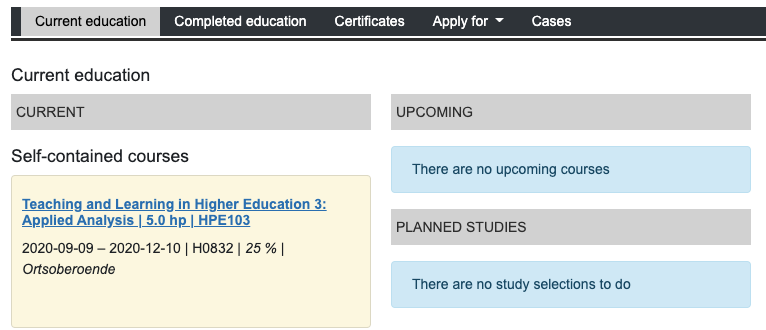 Current education Completed education Certificates Apply for Cases
Current education
CURRENT
Self-contained courses
Teaching and Learning in Higher Education 3:
Applied Analysis | 5.0 hp | HPE103
2020-09-09 – 2020-12-10 | H0832 | 25 % |
Ortsoberoende
UPCOMING
There are no upcoming courses
PLANNED STUDIES
There are no study selections to do